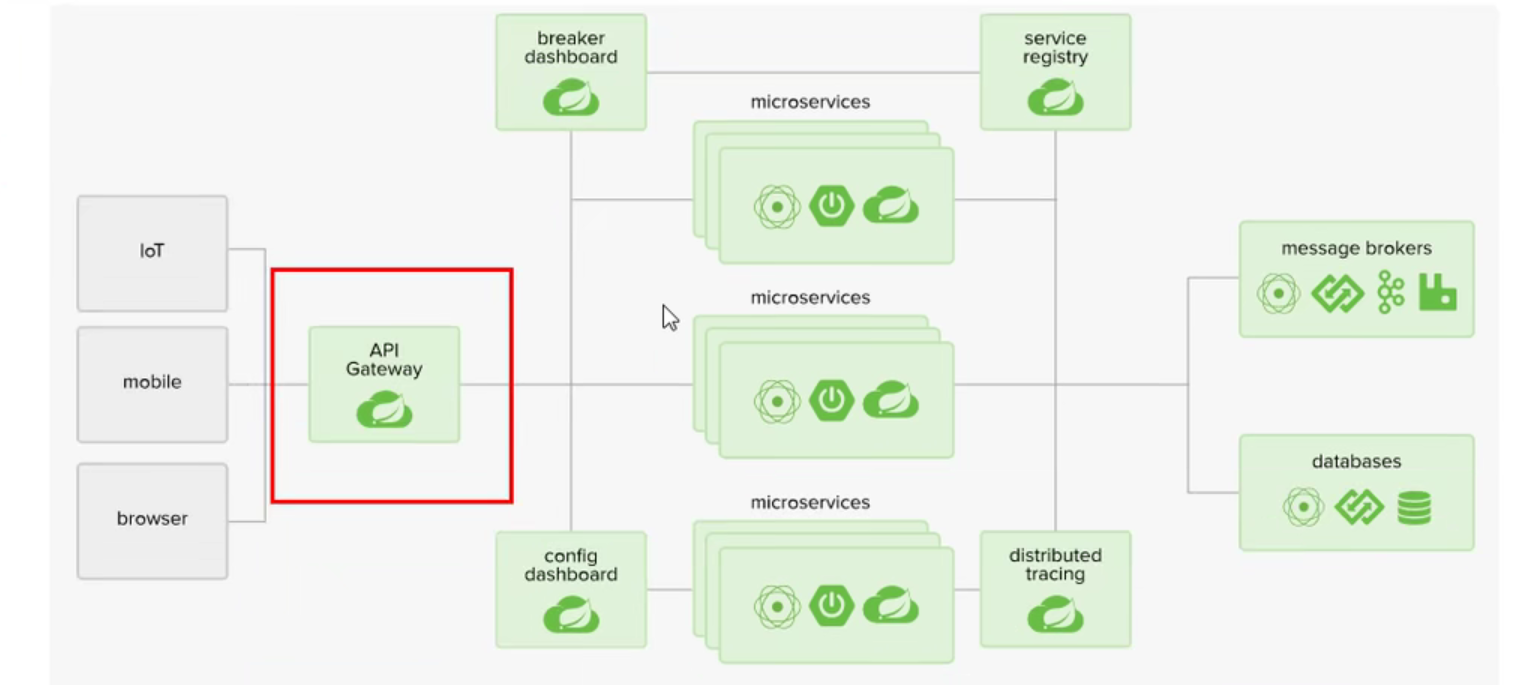 breaker
dashboard
service
registry
microservices
IoT
mobile
browser
API
Gateway
microservices
message brokers
databases
microservices
config
dashboard
distributed
tracing